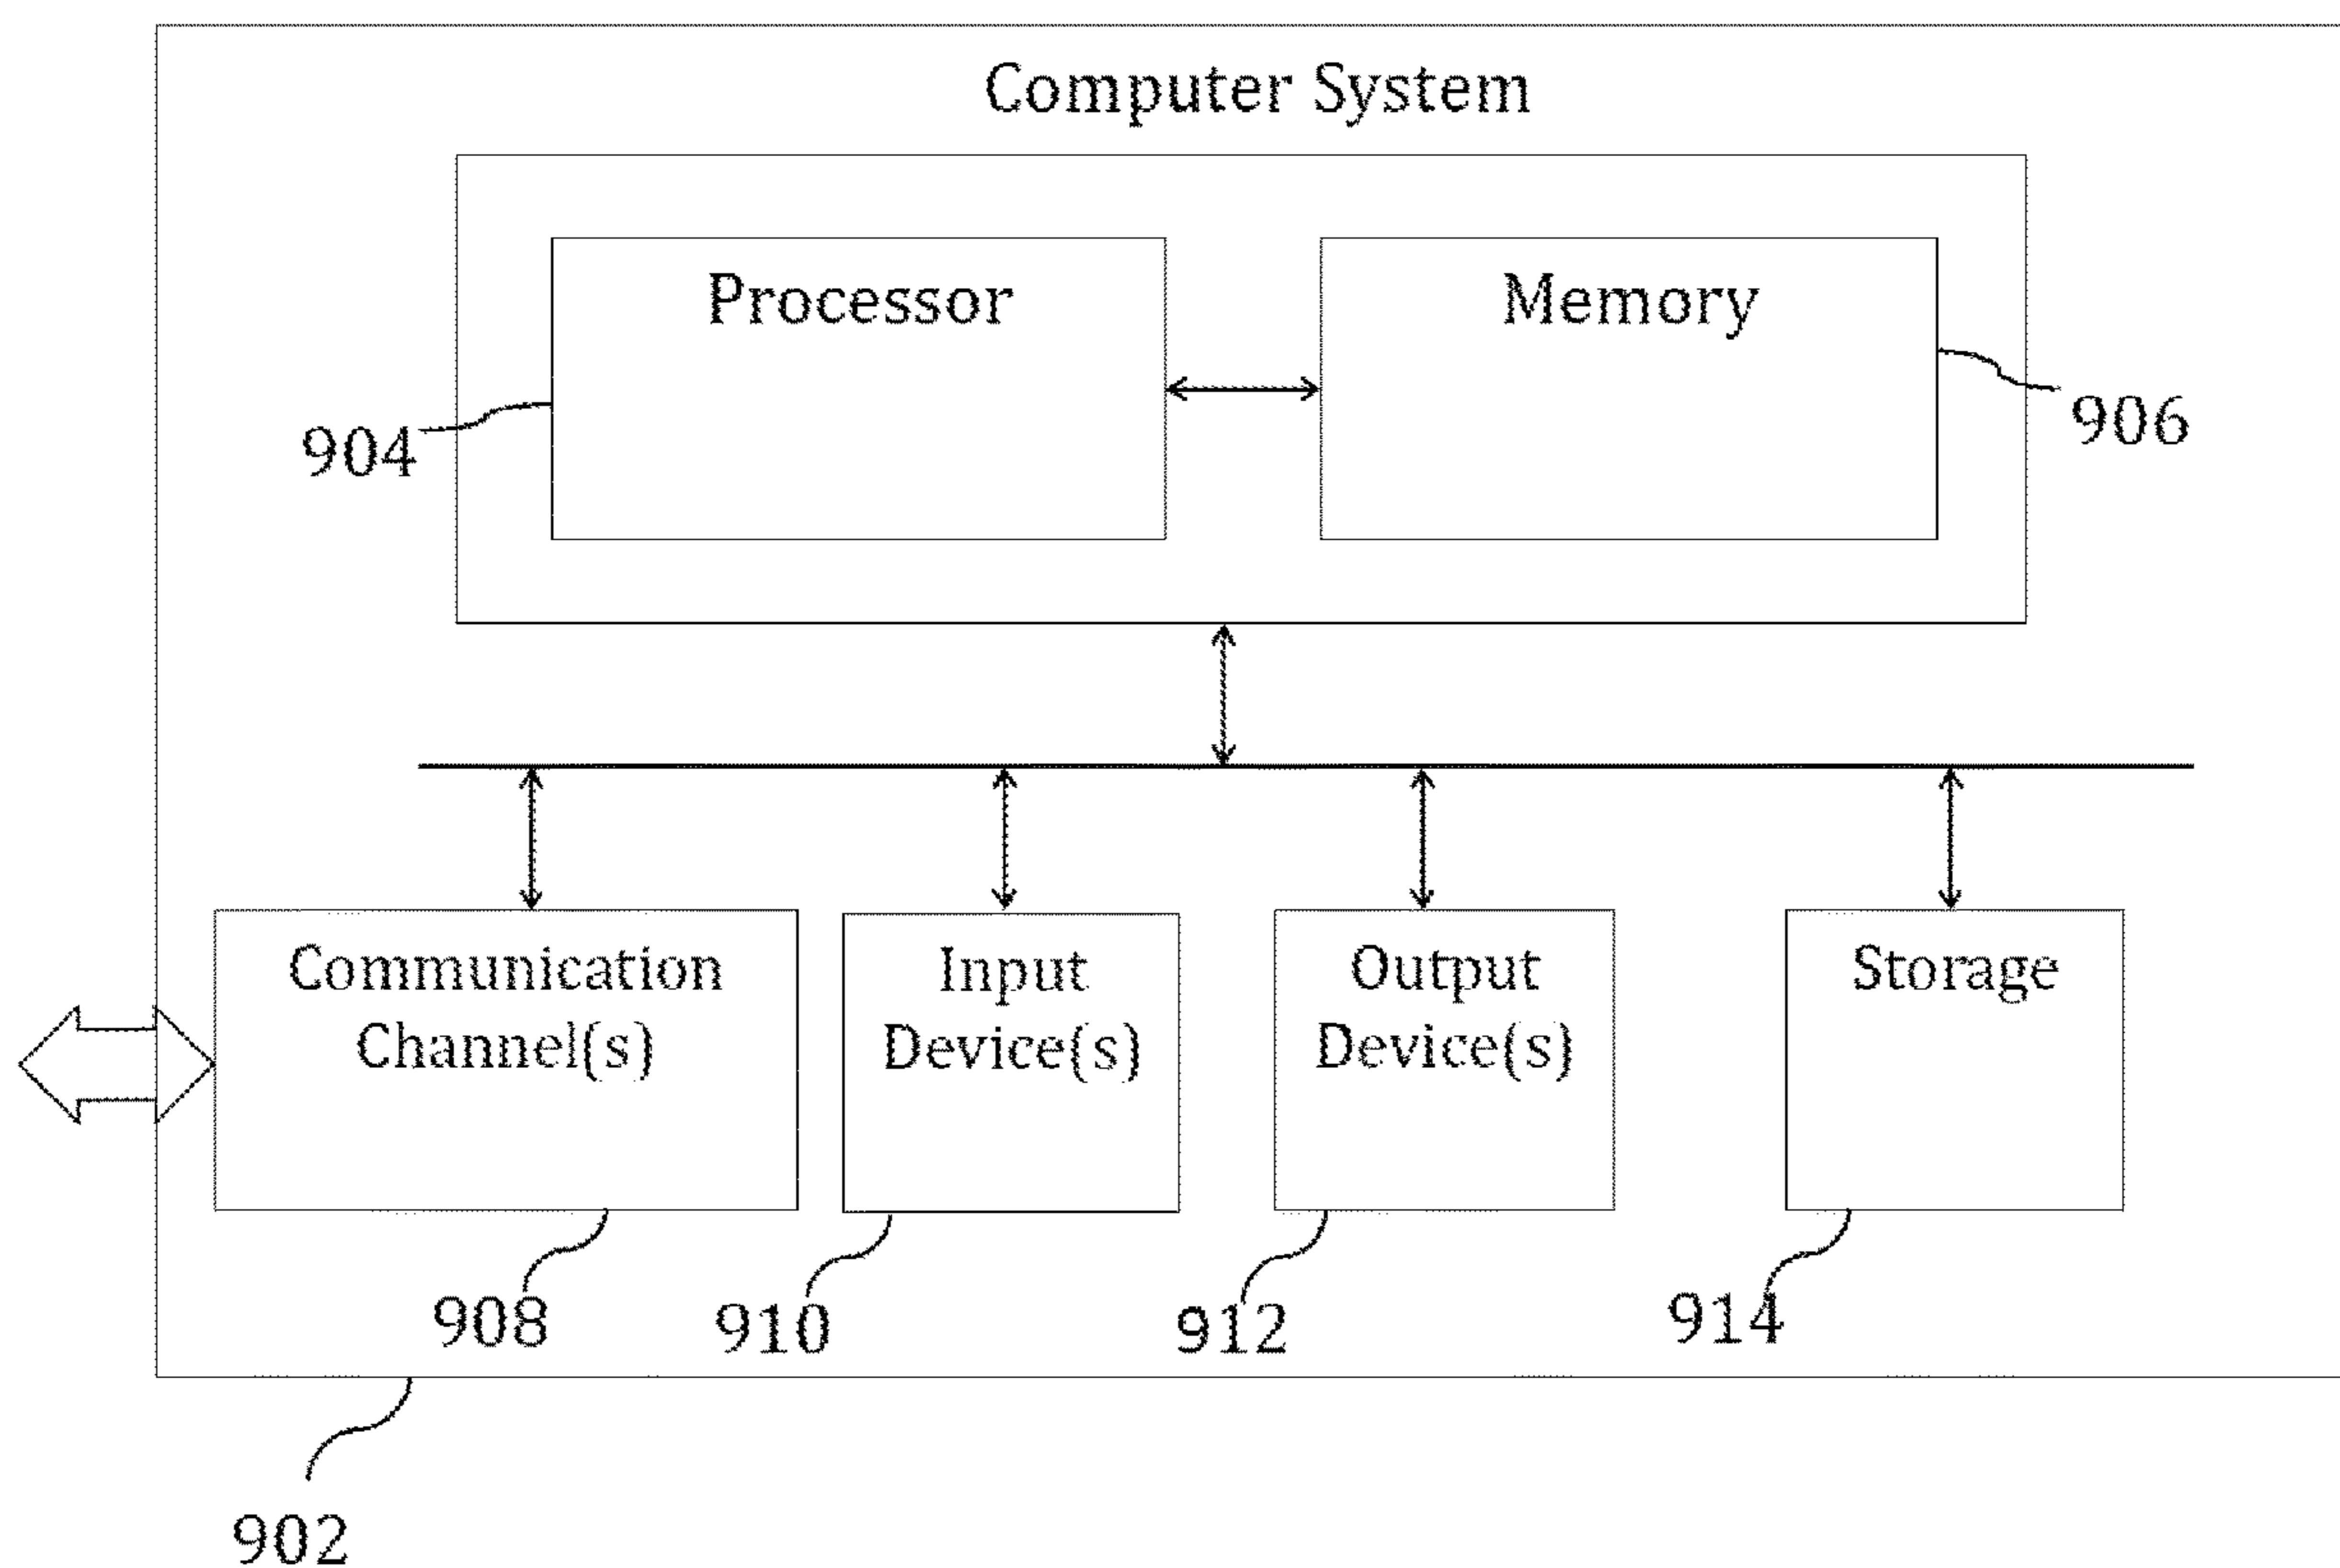 Computer System
Processor
Memory
904
906
Communication
Channel(s)
Input
Device(s)
Output
Device(s)
Storage
908
910
912
914
902